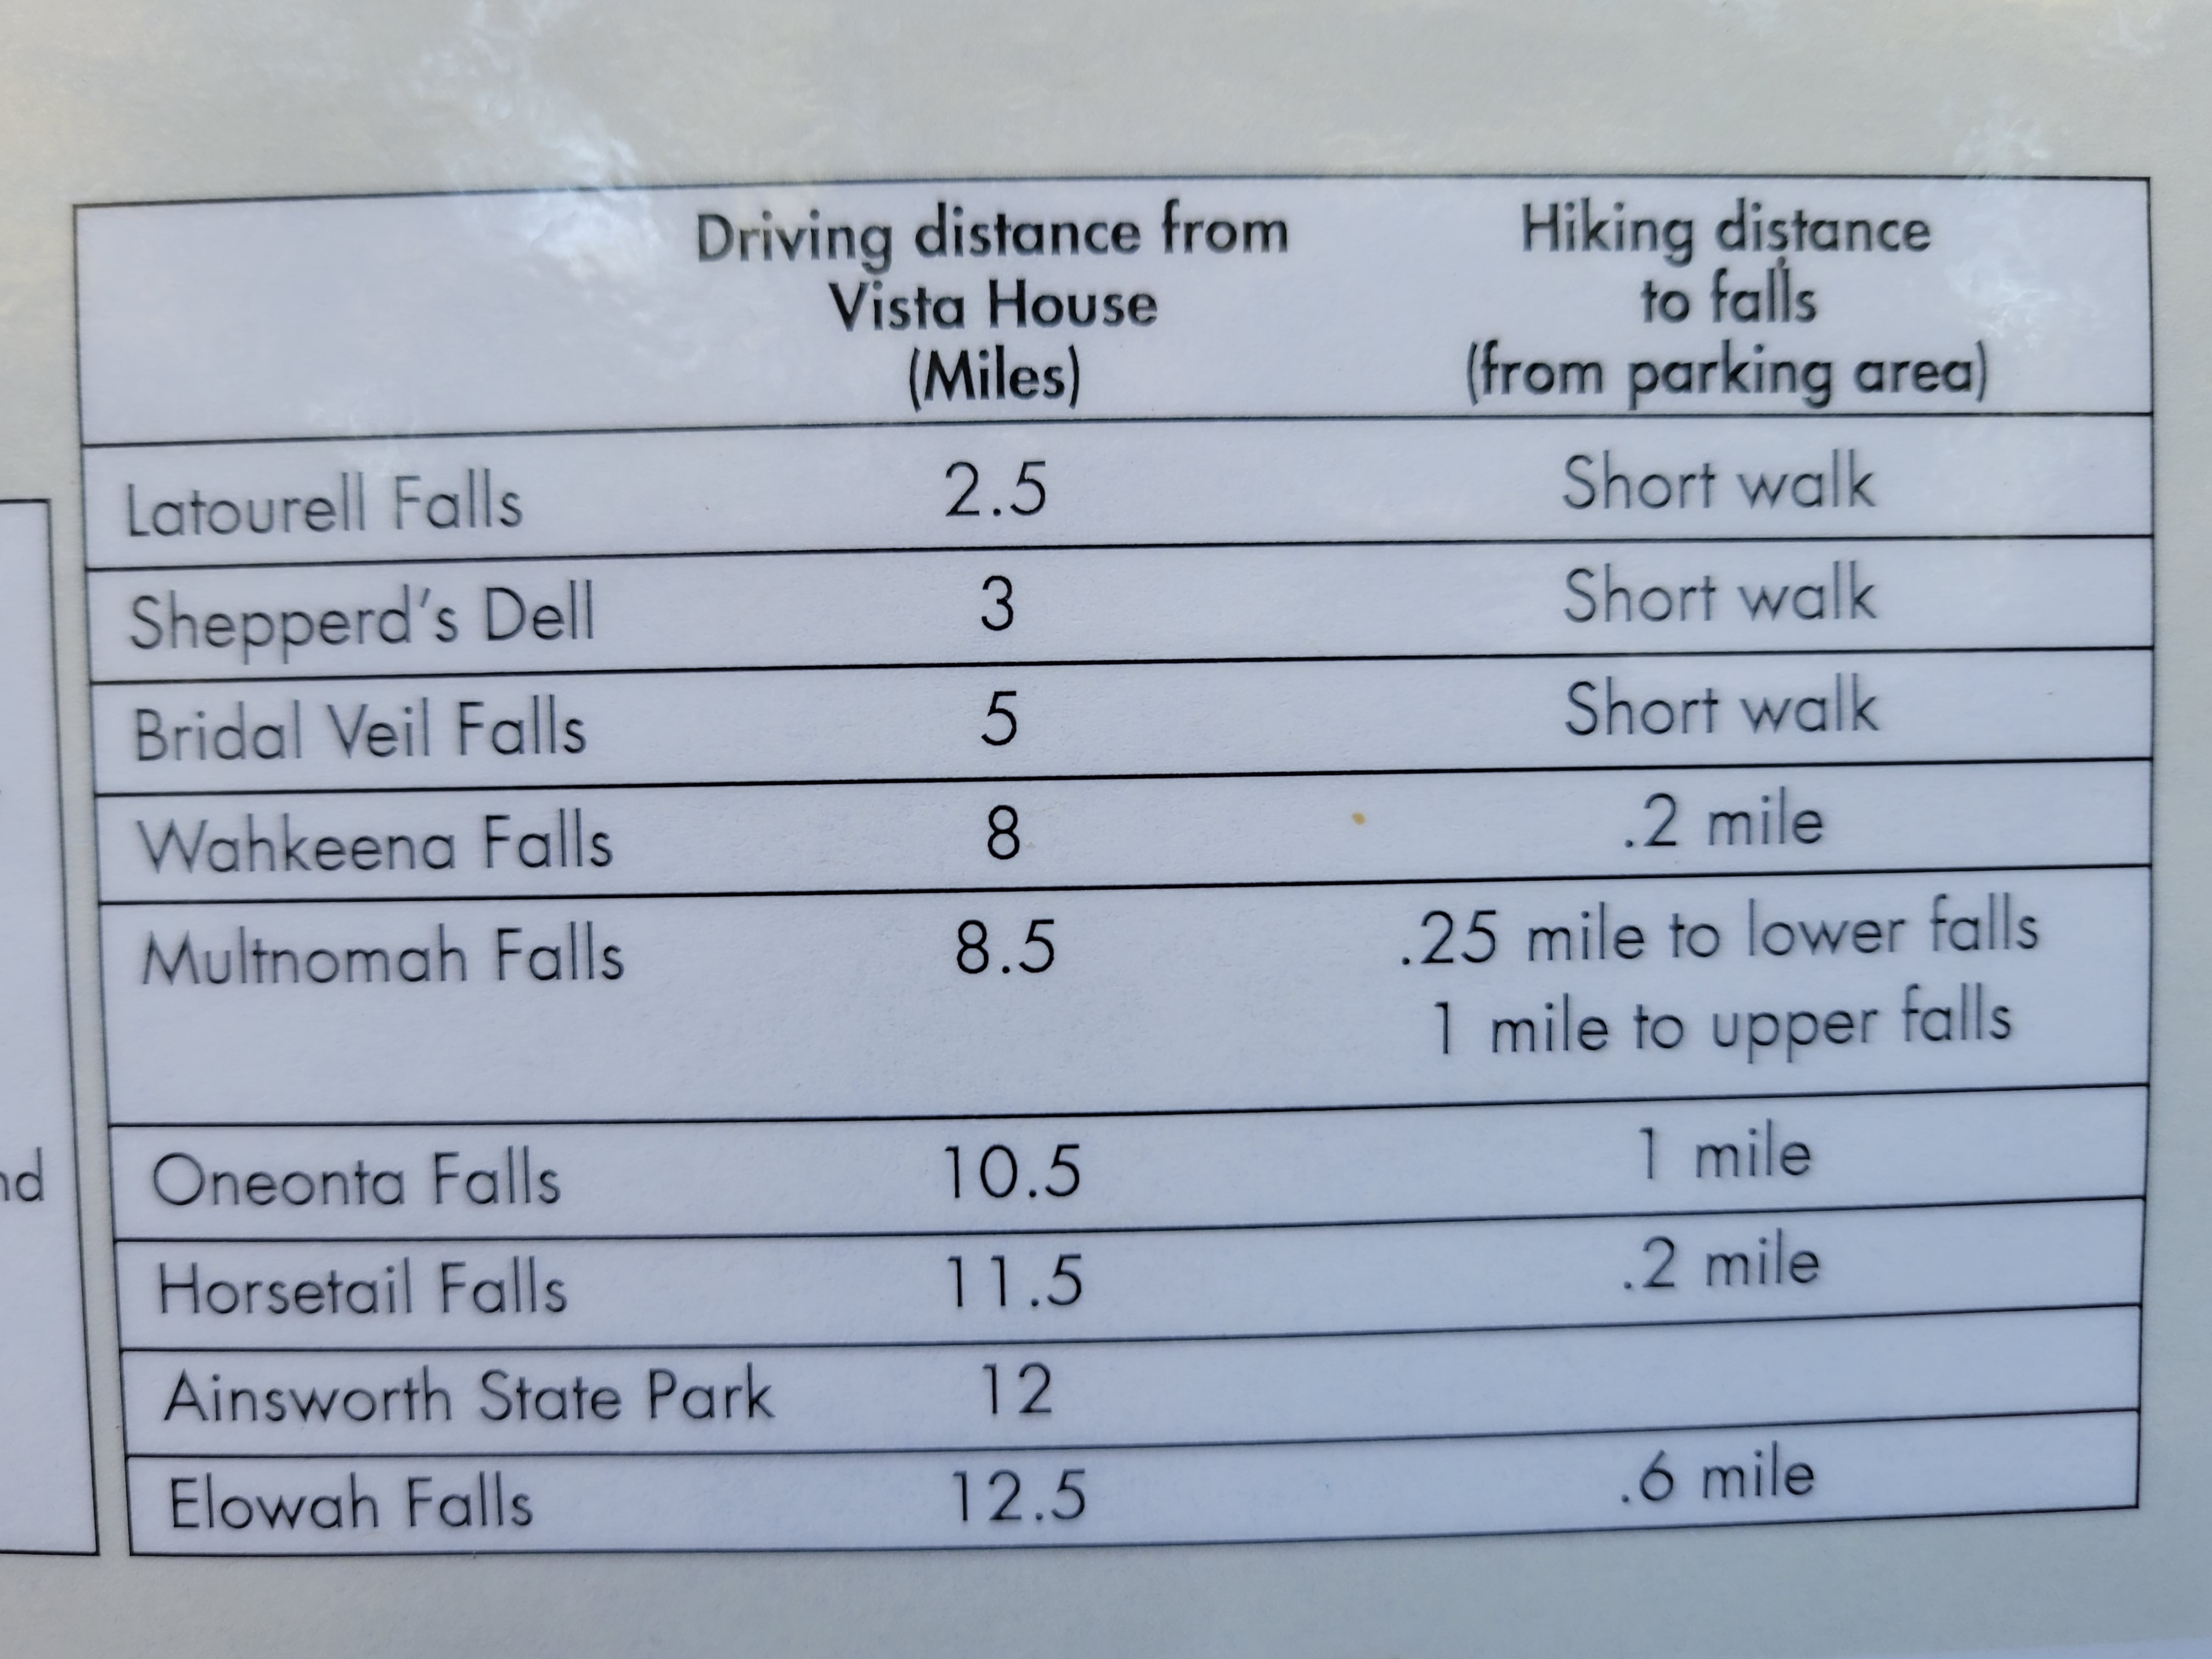 Driving distance from
Vista House
(Miles)
Hiking distance
to falls
(from parking area)
Latourell Falls 2.5 Short walk
Shepperd's Dell 3 Short walk
Bridal Veil Falls 5 Short walk
Wahkeena Falls 8 .2 mile
Multnomah Falls 8.5 .25 mile to lower falls
1 mile to upper falls
Oneonta Falls 10.5 1 mile
Horsetail Falls 11.5 .2 mile
Ainsworth State Park 12
Elowah Falls 12.5 .6 mile